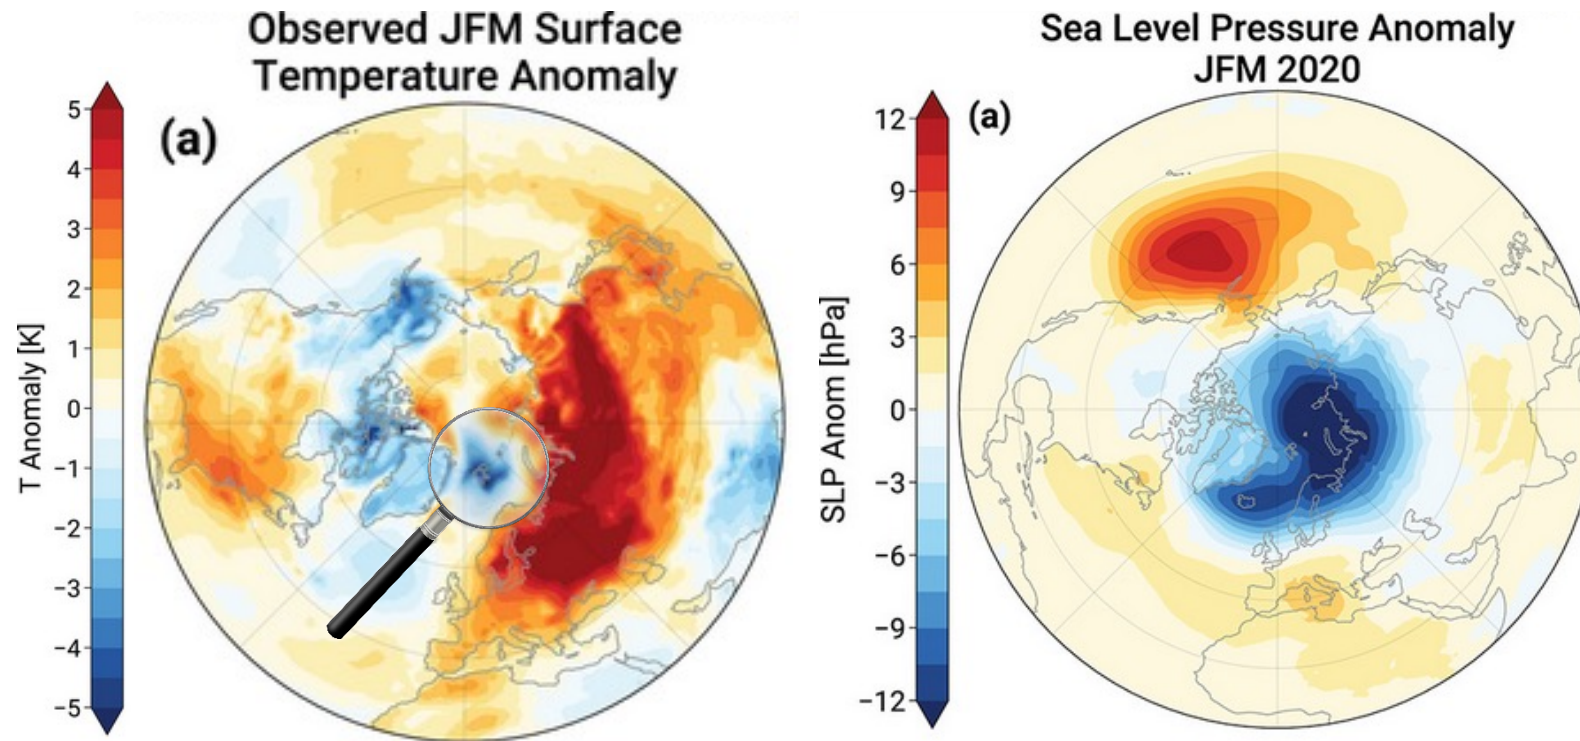 Observed JFM Surface
Temperature Anomaly
(a)
T Anomaly [K]
5
4
3
2
1
0
−1
−2
−3
−4
−5
Sea Level Pressure Anomaly
JFM 2020
(a)
SLP Anom [hPa]
12
9
6
3
0
−3
−6
−9
−12